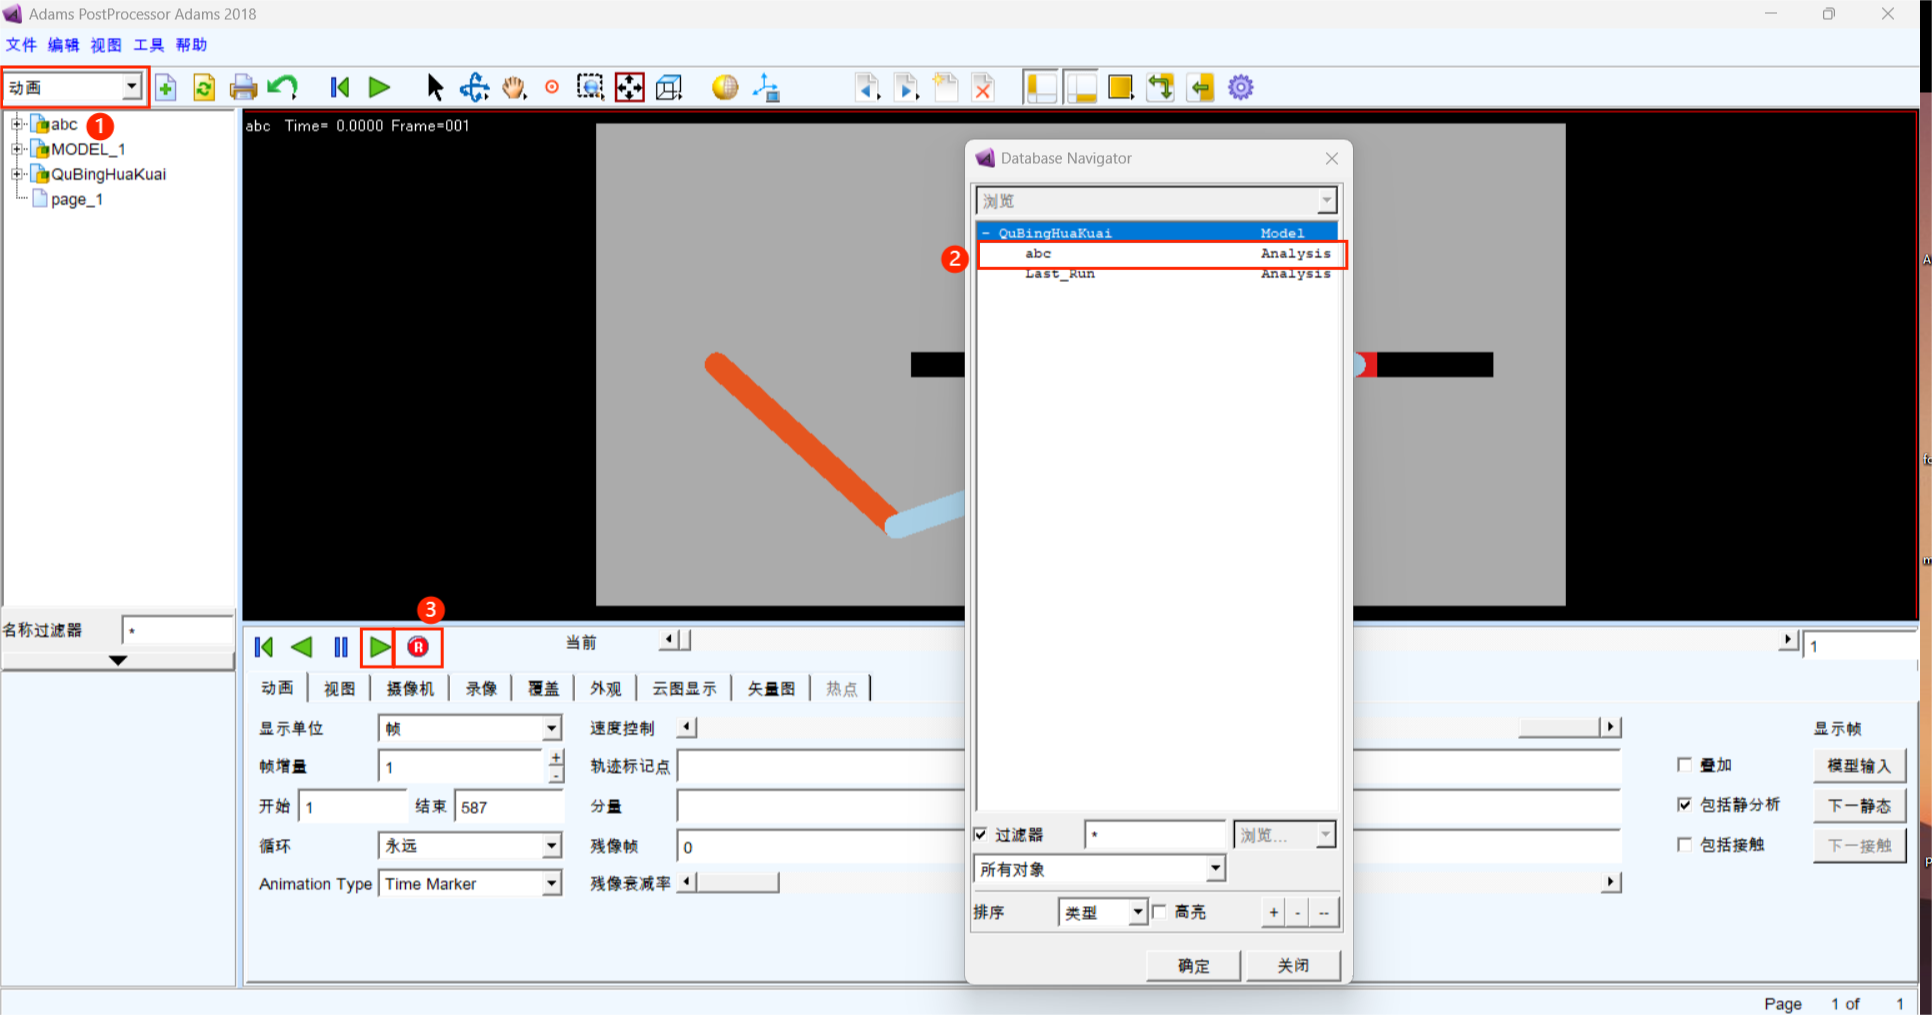 Adams PostProcessor Adams 2018
文件 编辑 视图 工具 帮助
动画
abc
1
MODEL_1
QuBingHuaKuai
page_1
abc Time= 0.0000 Frame=001
Database Navigator
浏览
- QuBingHuaKuai Model
2
abc Analysis
Last_Run Analysis
过滤器 * 浏览...
所有对象
排序 类型 高亮 + - --
确定 关闭
名称过滤器 *
3
R
当前
1
动画 视图 摄像机 录像 覆盖 外观 云图显示 矢量图 热点
显示单位 帧 速度控制 显示帧
帧增量 1 + - 轨迹标记点 叠加 模型输入
开始 1 结束 587 分量 包括静分析 下一静态
循环 永远 残像帧 0 包括接触 下一接触
Animation Type Time Marker 残像衰减率
Page 1 of 1